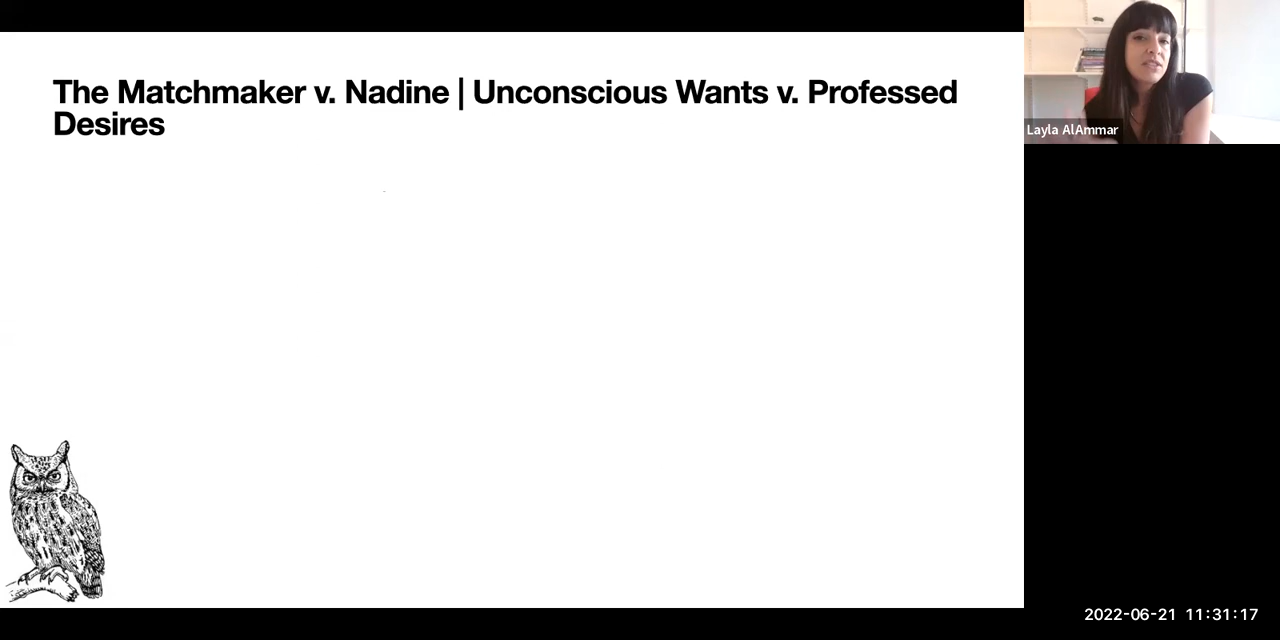 The Matchmaker v. Nadine | Unconscious Wants v. Professed
Desires
Layla AlAmmar
2022-06-21 11:31:17